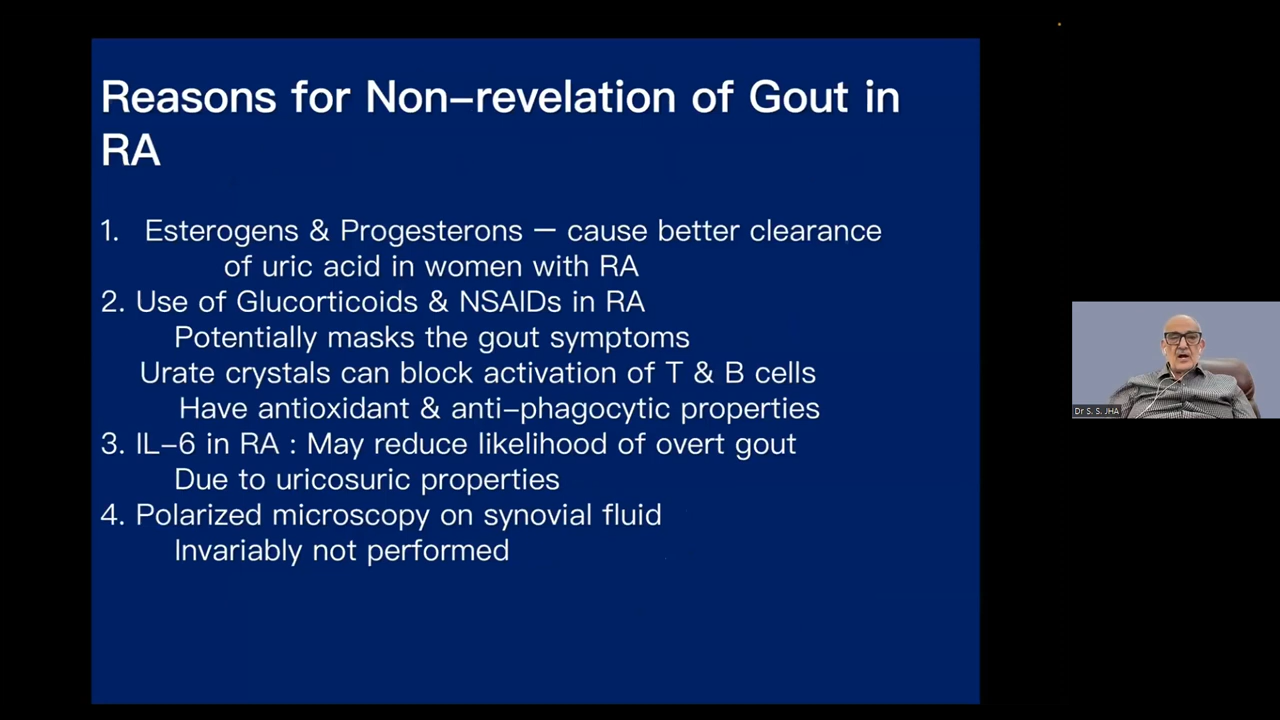 Reasons for Non-revelation of Gout in
RA
1. Esterogens & Progesterons – cause better clearance
of uric acid in women with RA
2. Use of Glucorticoids & NSAIDs in RA
Potentially masks the gout symptoms
Urate crystals can block activation of T & B cells
Have antioxidant & anti-phagocytic properties
3. IL-6 in RA : May reduce likelihood of overt gout
Due to uricosuric properties
4. Polarized microscopy on synovial fluid
Invariably not performed
Dr S. S. JHA